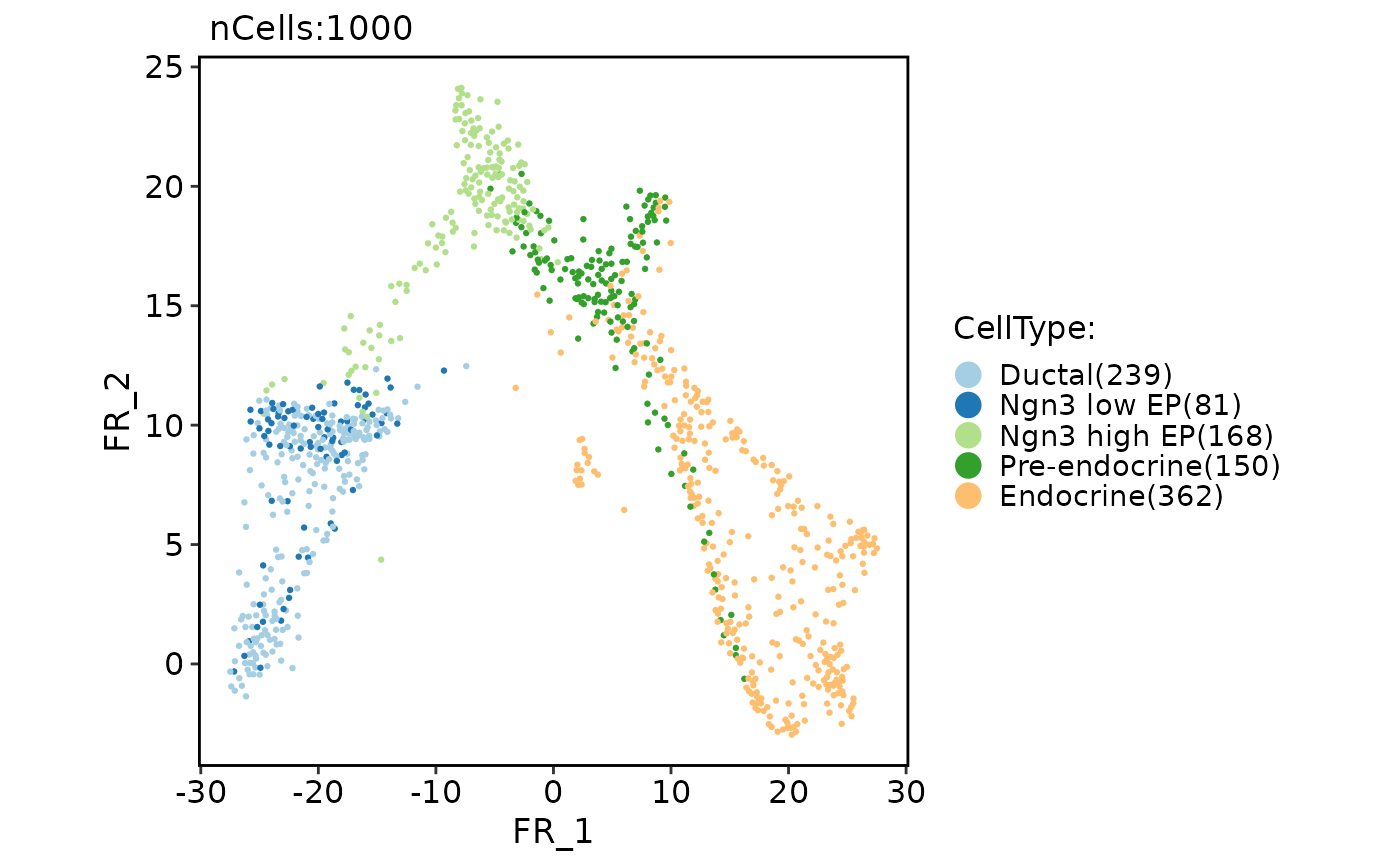 nCells:1000
25
20
15
10
5
0
FR_2
-30 -20 -10 0 10 20 30
FR_1
CellType:
Ductal(239)
Ngn3 low EP(81)
Ngn3 high EP(168)
Pre-endocrine(150)
Endocrine(362)